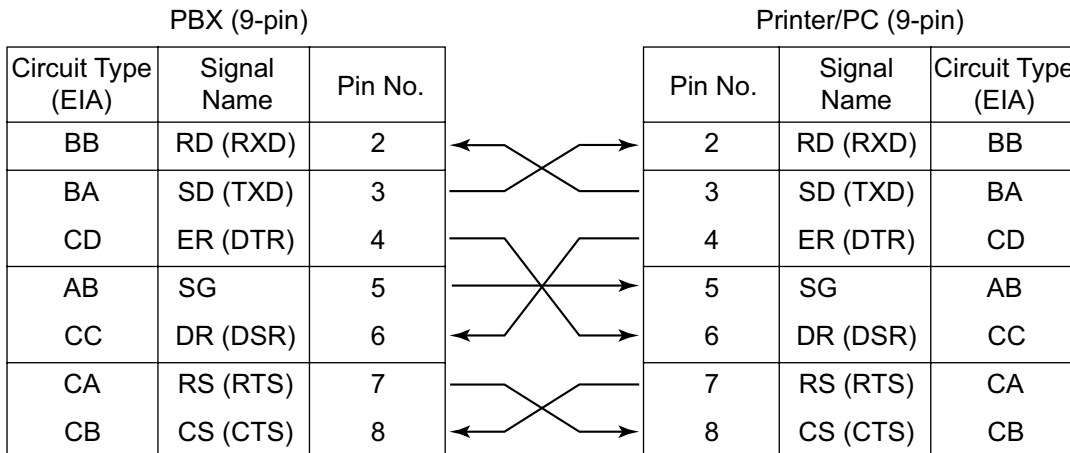 PBX (9-pin) Printer/PC (9-pin)
Circuit Type (EIA) Signal Name Pin No. Pin No. Signal Name Circuit Type (EIA)
BB RD (RXD) 2 2 RD (RXD) BB
BA SD (TXD) 3 3 SD (TXD) BA
CD ER (DTR) 4 4 ER (DTR) CD
AB SG 5 5 SG AB
CC DR (DSR) 6 6 DR (DSR) CC
CA RS (RTS) 7 7 RS (RTS) CA
CB CS (CTS) 8 8 CS (CTS) CB